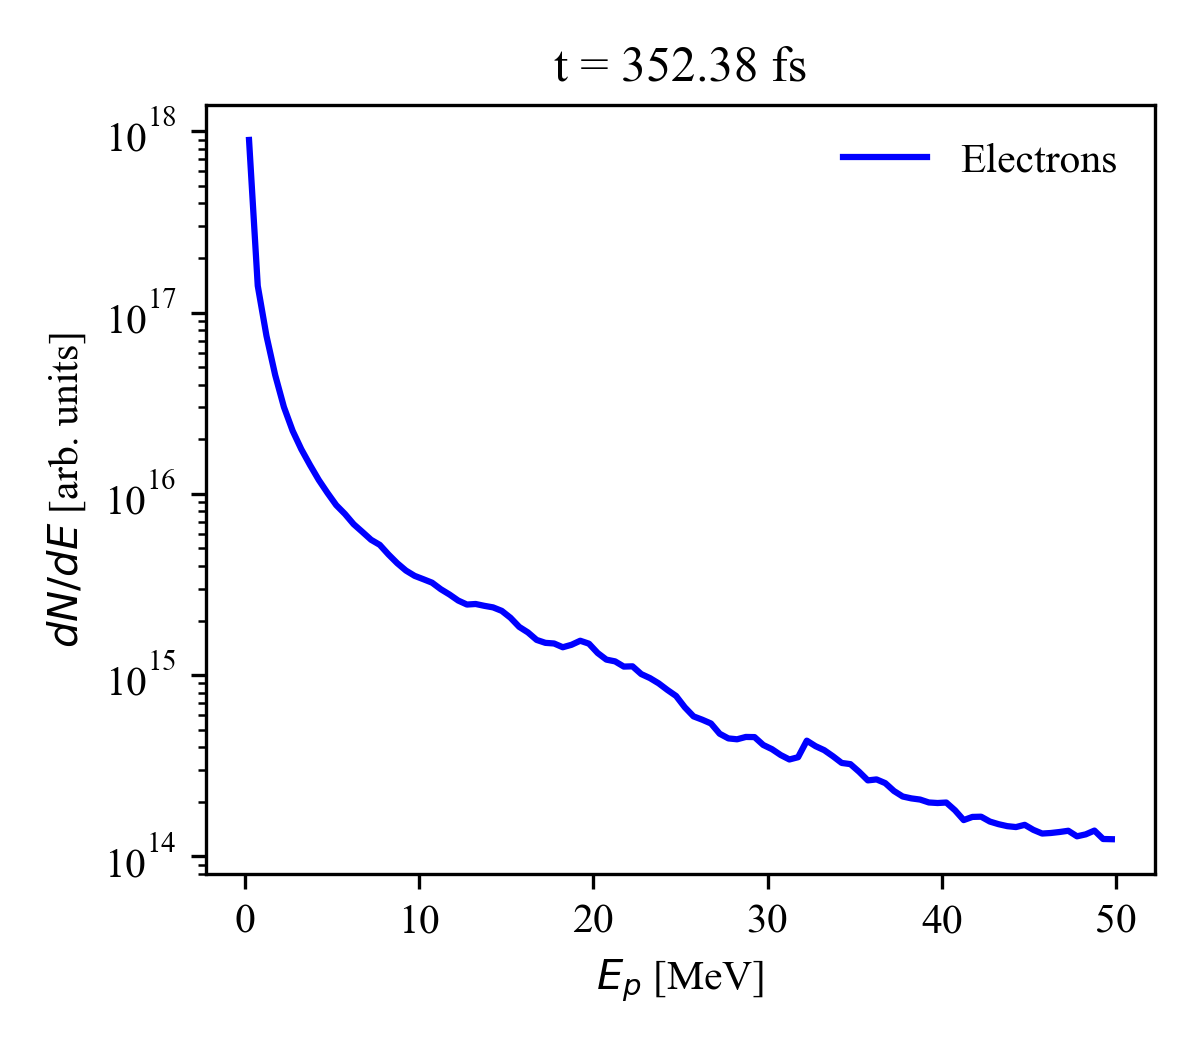 t = 352.38 fs
Electrons
dN/dE [arb. units]
10^18
10^17
10^16
10^15
10^14
0 10 20 30 40 50
E_p [MeV]